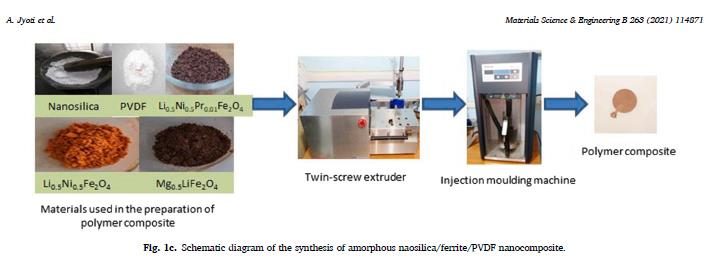 A. Jyoti et al.
Materials Science & Engineering B 263 (2021) 114871
Nanosilica
PVDF
Li₀.₅Ni₀.₅Pr₀.₀₁Fe₂O₄
Li₀.₅Ni₀.₅Fe₂O₄
Mg₀.₅LiFe₂O₄
Materials used in the preparation of
polymer composite
Twin-screw extruder
Injection moulding machine
Polymer composite
Fig. 1c. Schematic diagram of the synthesis of amorphous naosilica/ferrite/PVDF nanocomposite.